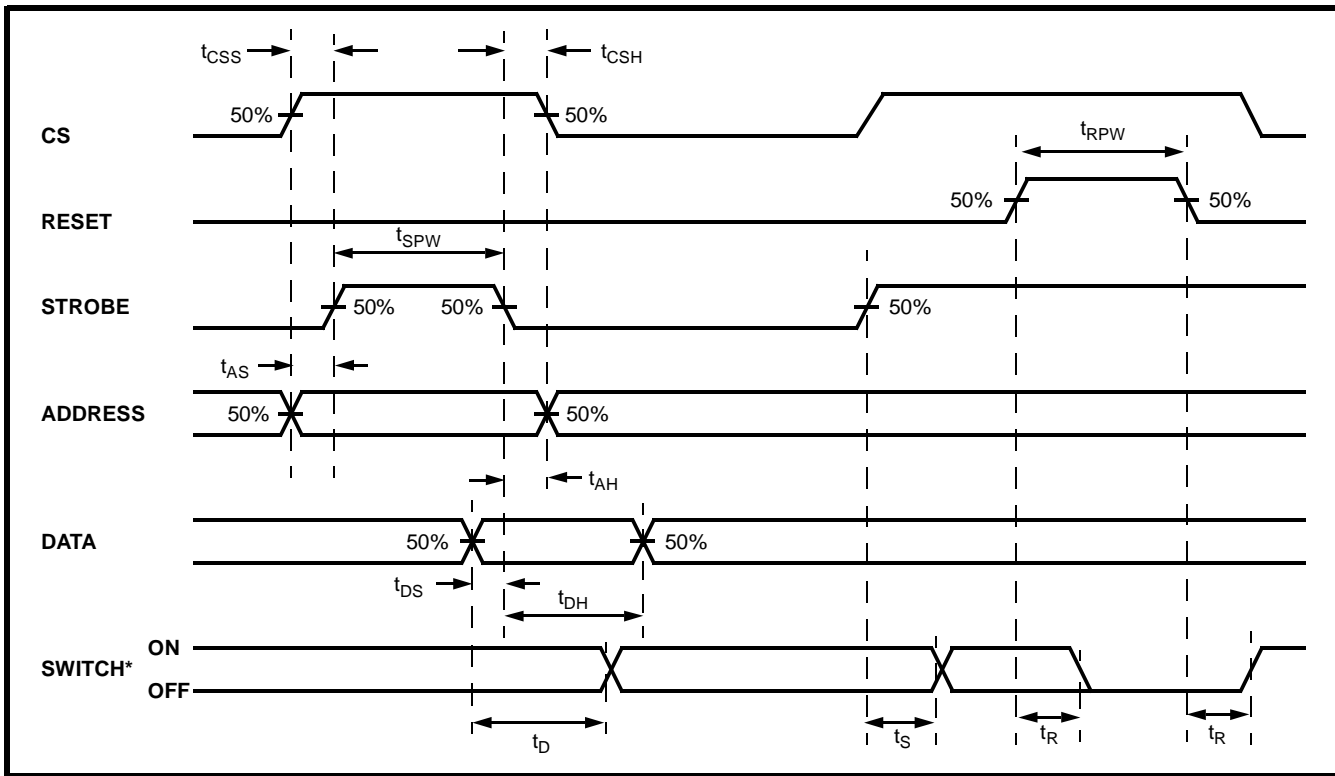 tCSS
tCSH
50%
50%
CS
tRPW
50%
50%
RESET
tSPW
STROBE
50%
50%
50%
tAS
ADDRESS
50%
50%
tAH
DATA
50%
50%
tDS
tDH
SWITCH*
ON
OFF
tD
tS
tR
tR